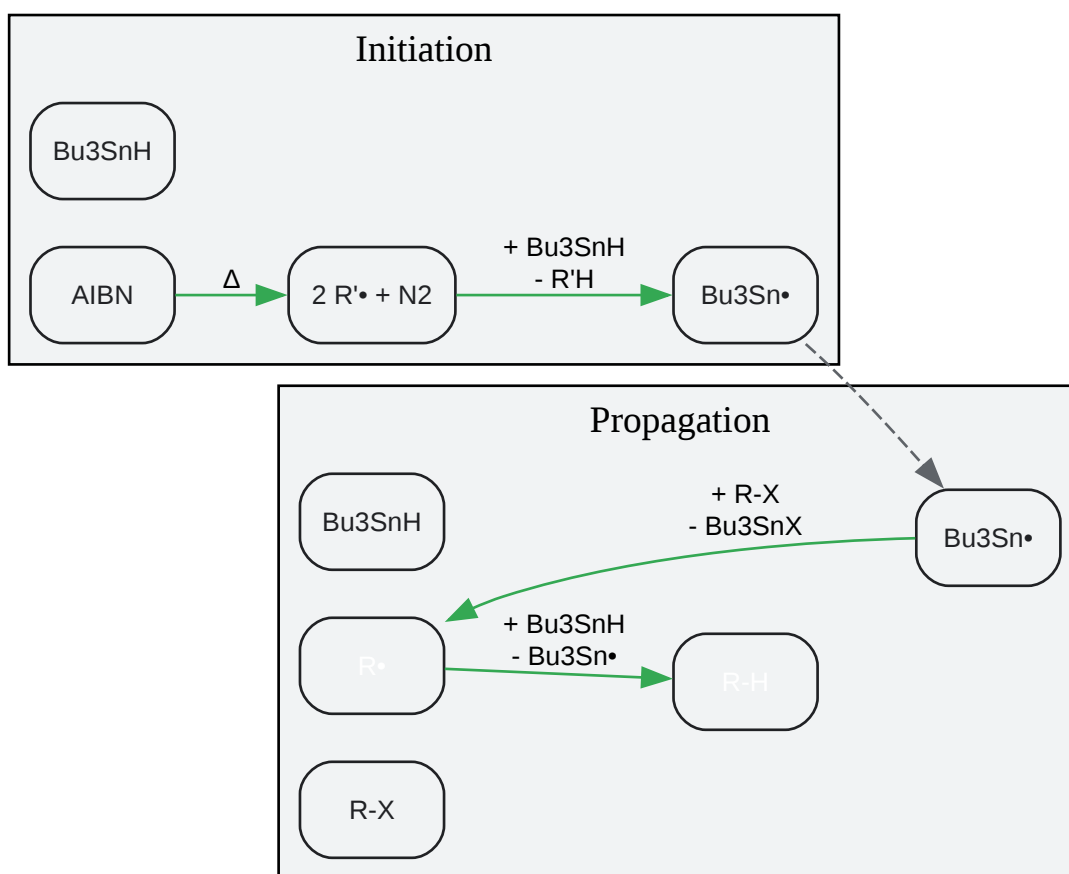 Initiation
Bu3SnH
AIBN
Δ
2 R'• + N2
+ Bu3SnH
- R'H
Bu3Sn•
Propagation
Bu3SnH
+ R-X
- Bu3SnX
Bu3Sn•
R•
+ Bu3SnH
- Bu3Sn•
R-H
R-X